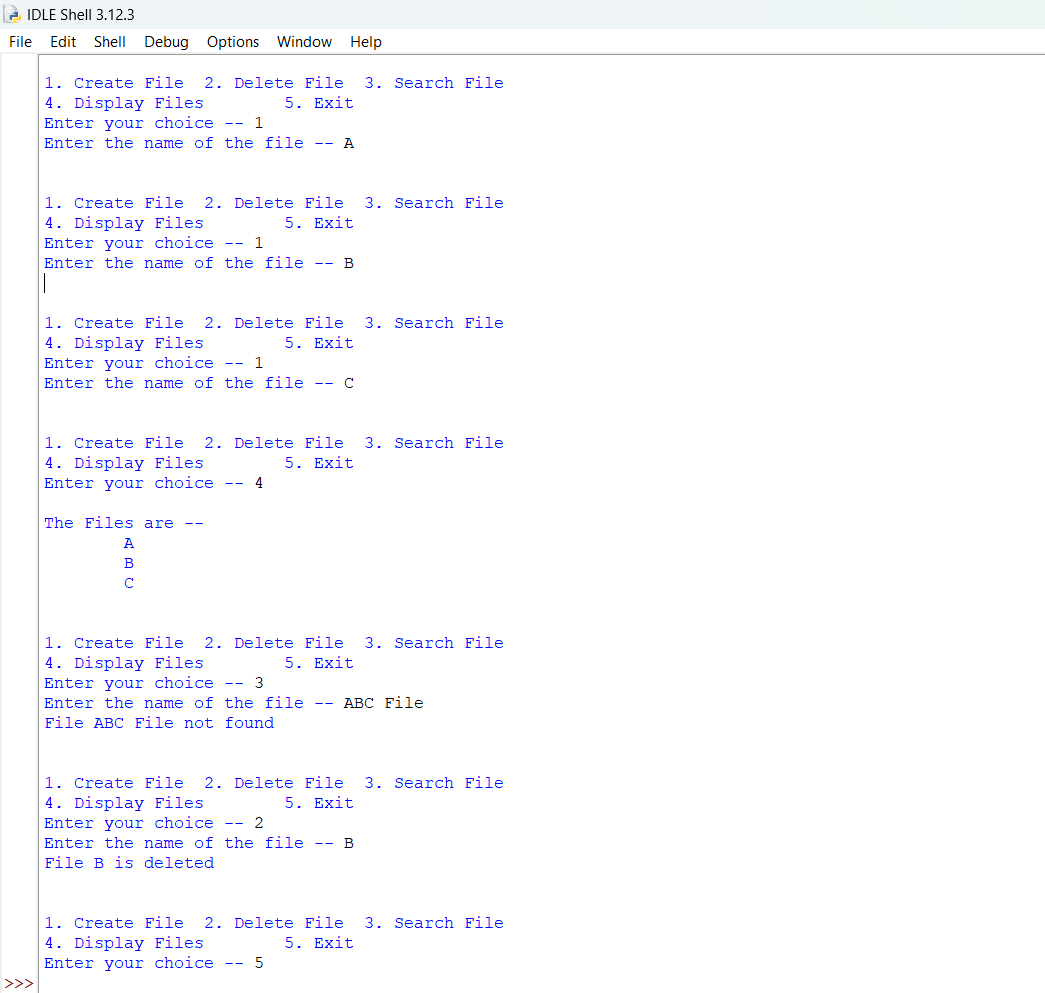 IDLE Shell 3.12.3
File Edit Shell Debug Options Window Help
1. Create File  2. Delete File  3. Search File
4. Display Files        5. Exit
Enter your choice -- 1
Enter the name of the file -- A
1. Create File  2. Delete File  3. Search File
4. Display Files        5. Exit
Enter your choice -- 1
Enter the name of the file -- B
1. Create File  2. Delete File  3. Search File
4. Display Files        5. Exit
Enter your choice -- 1
Enter the name of the file -- C
1. Create File  2. Delete File  3. Search File
4. Display Files        5. Exit
Enter your choice -- 4
The Files are --
A
B
C
1. Create File  2. Delete File  3. Search File
4. Display Files        5. Exit
Enter your choice -- 3
Enter the name of the file -- ABC File
File ABC File not found
1. Create File  2. Delete File  3. Search File
4. Display Files        5. Exit
Enter your choice -- 2
Enter the name of the file -- B
File B is deleted
1. Create File  2. Delete File  3. Search File
4. Display Files        5. Exit
Enter your choice -- 5
>>>